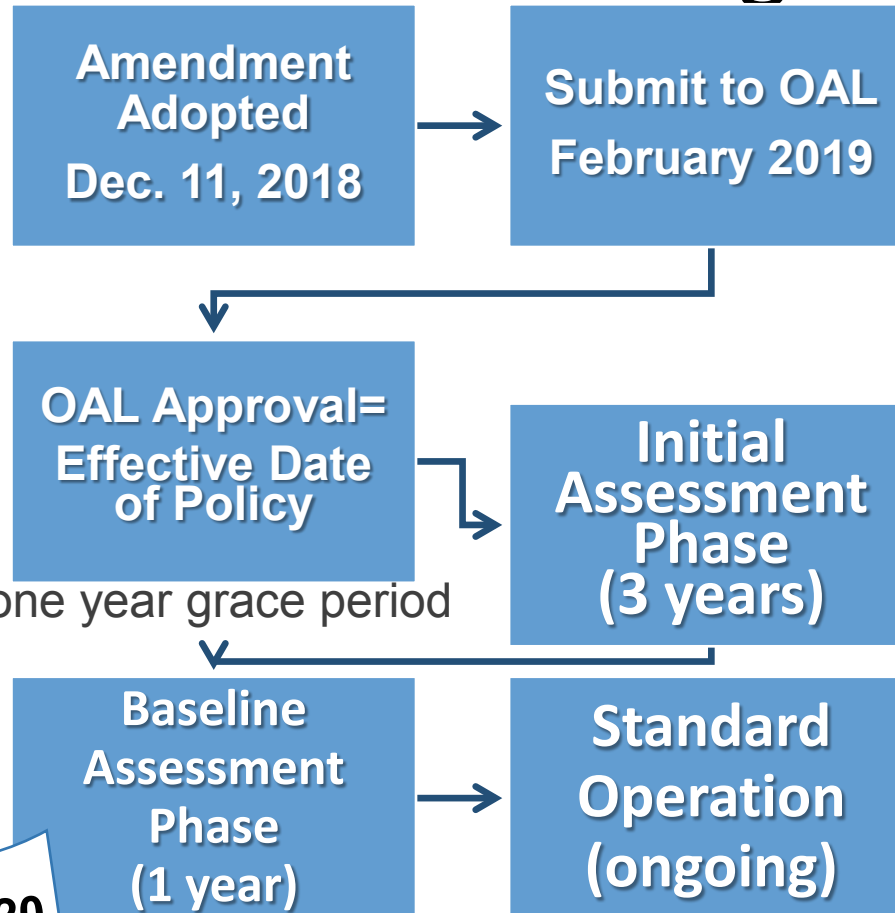 Amendment
Adopted
Dec. 11, 2018
Submit to OAL
February 2019
OAL Approval=
Effective Date
of Policy
one year grace period
Initial
Assessment
Phase
(3 years)
Baseline
Assessment
Phase
(1 year)
Standard
Operation
(ongoing)
20